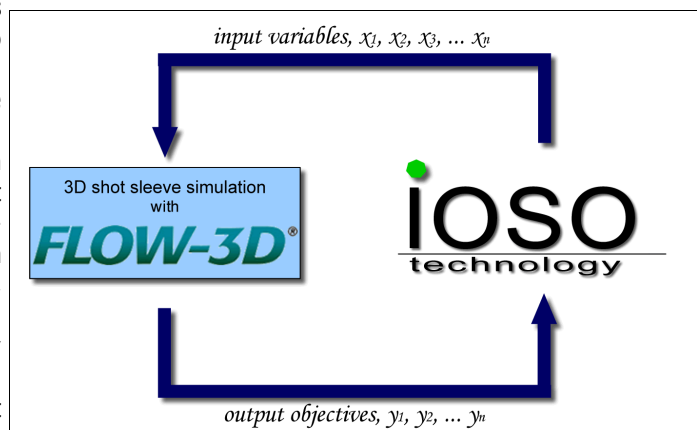 input variables, x1, x2, x3, ... xn
3D shot sleeve simulation
with
FLOW-3D®
ioso
technology
output objectives, y1, y2, ... yn